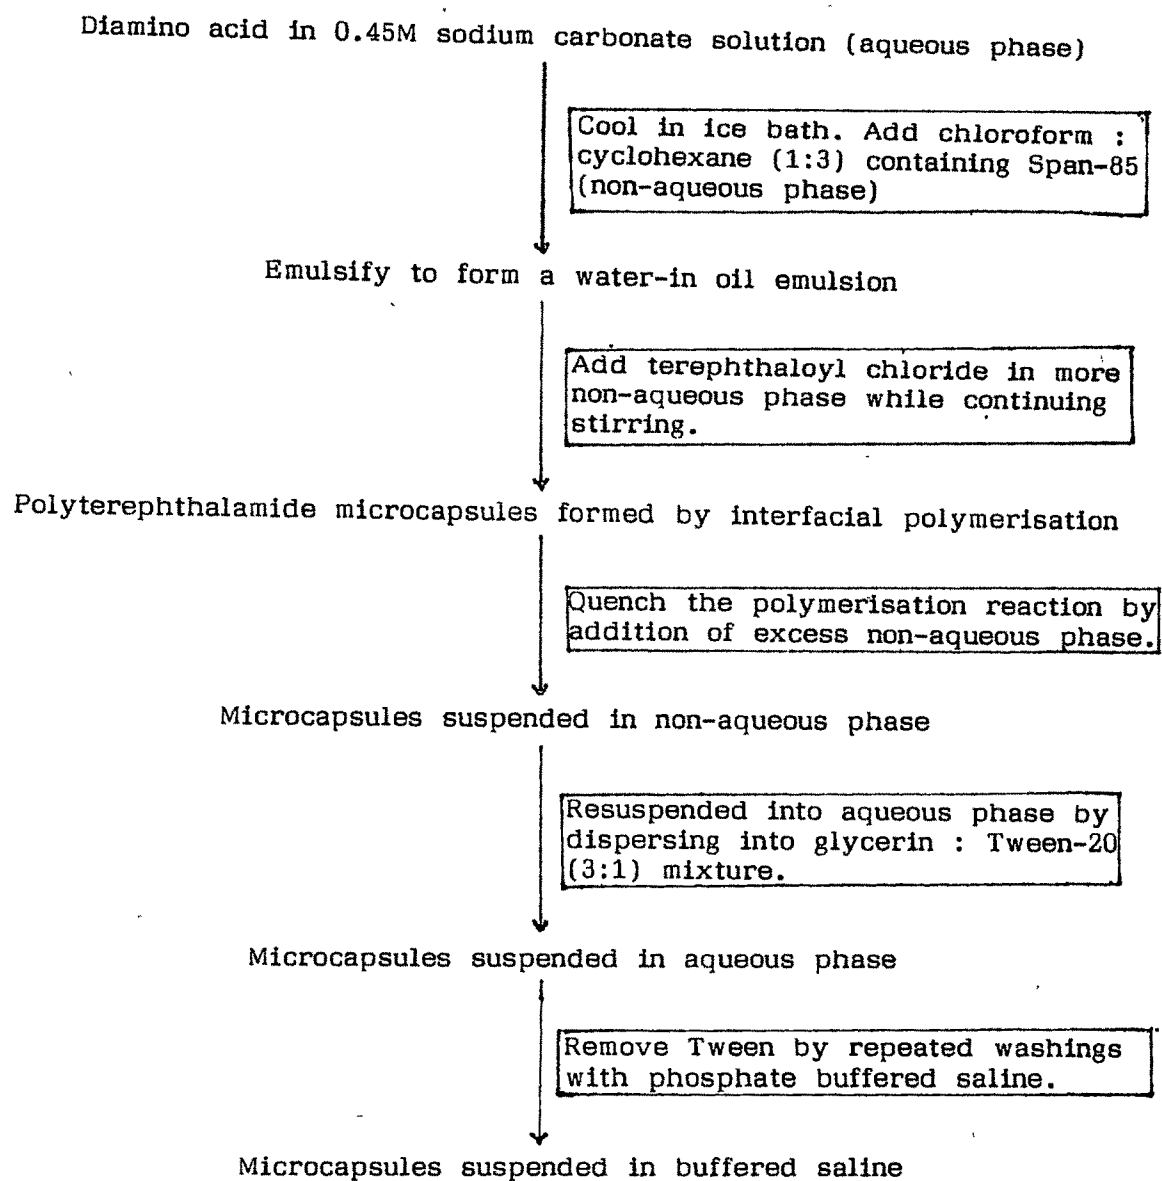 Diamino acid in 0.45M sodium carbonate solution (aqueous phase)
Cool in ice bath. Add chloroform :
cyclohexane (1:3) containing Span-85
(non-aqueous phase)
Emulsify to form a water-in oil emulsion
Add terephthaloyl chloride in more
non-aqueous phase while continuing
stirring.
Polyterephthalamide microcapsules formed by interfacial polymerisation
Quench the polymerisation reaction by
addition of excess non-aqueous phase.
Microcapsules suspended in non-aqueous phase
Resuspended into aqueous phase by
dispersing into glycerin : Tween-20
(3:1) mixture.
Microcapsules suspended in aqueous phase
Remove Tween by repeated washings
with phosphate buffered saline.
Microcapsules suspended in buffered saline